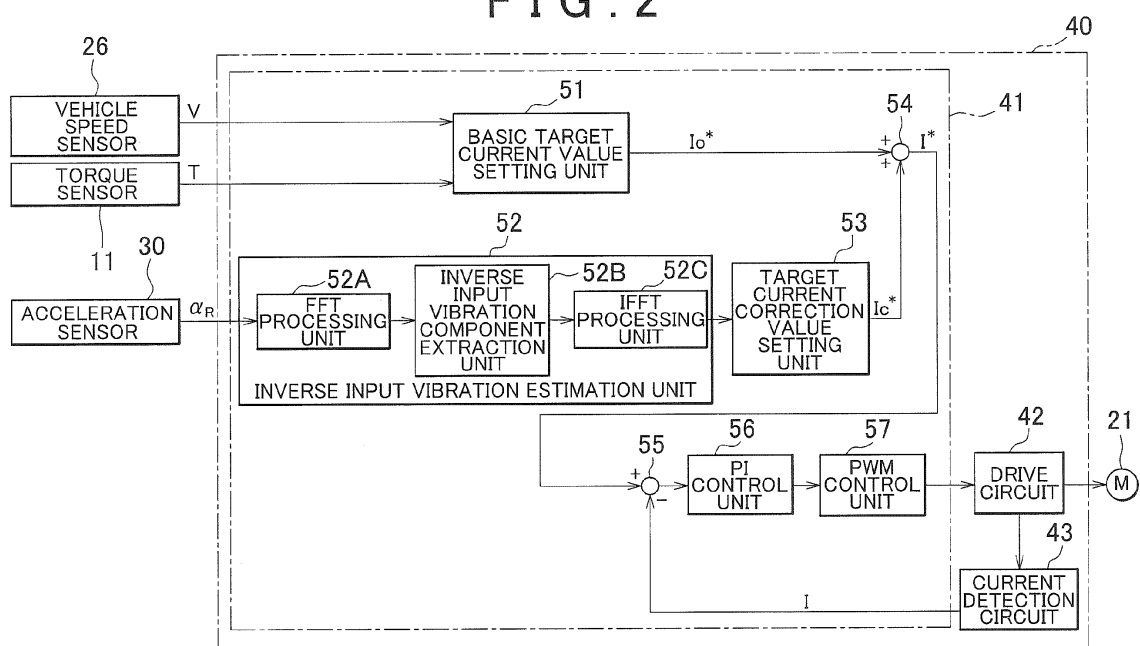 FIG. 2
40
26
VEHICLE
SPEED
SENSOR
V
TORQUE
SENSOR
T
11
51
BASIC TARGET
CURRENT VALUE
SETTING UNIT
Io*
54
+
+
I*
41
30
ACCELERATION
SENSOR
αR
52
52A
FFT
PROCESSING
UNIT
INVERSE
INPUT
VIBRATION
COMPONENT
EXTRACTION
UNIT
52B
52C
IFFT
PROCESSING
UNIT
INVERSE INPUT VIBRATION ESTIMATION UNIT
53
TARGET
CURRENT
CORRECTION
VALUE
SETTING
UNIT
Ic*
55
+
−
56
PI
CONTROL
UNIT
57
PWM
CONTROL
UNIT
42
DRIVE
CIRCUIT
21
M
43
CURRENT
DETECTION
CIRCUIT
I